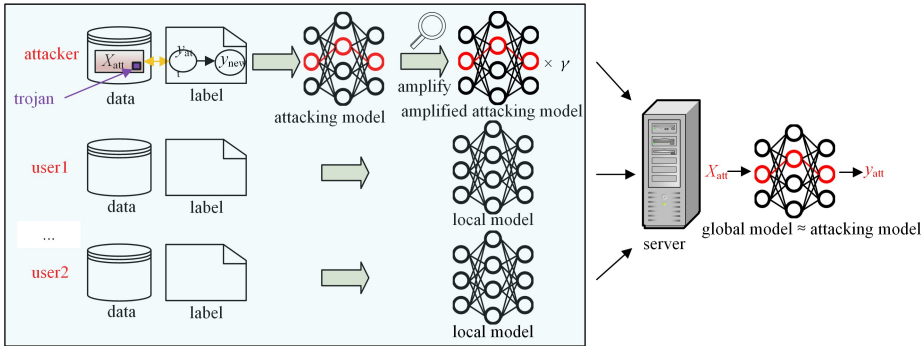 attacker
X_att
y_at
t
y_new
trojan
data
label
attacking model
amplify
amplified attacking model
× γ
user1
data
label
local model
...
user2
data
label
local model
server
X_att
y_att
global model ≈ attacking model